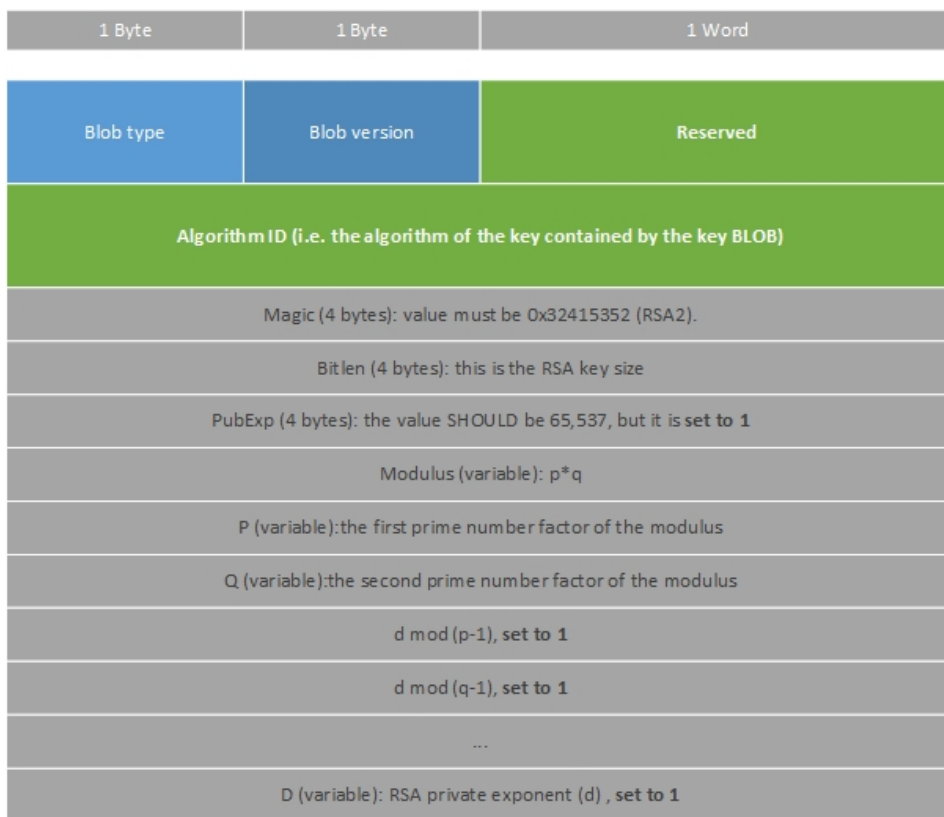 1 Byte
1 Byte
1 Word
Blob type
Blob version
Reserved
Algorithm ID (i.e. the algorithm of the key contained by the key BLOB)
Magic (4 bytes): value must be 0x32415352 (RSA2).
Bitlen (4 bytes): this is the RSA key size
PubExp (4 bytes): the value SHOULD be 65,537, but it is set to 1
Modulus (variable): p*q
P (variable):the first prime number factor of the modulus
Q (variable):the second prime number factor of the modulus
d mod (p-1), set to 1
d mod (q-1), set to 1
...
D (variable): RSA private exponent (d) , set to 1